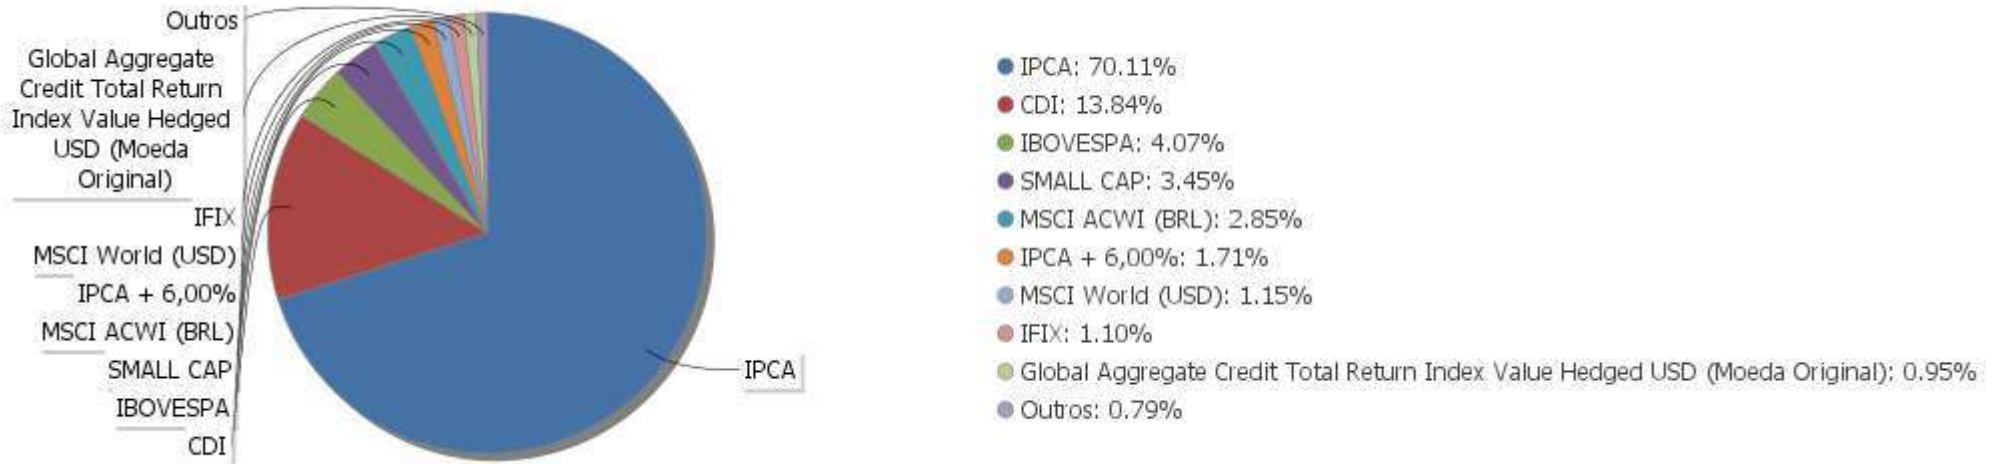 Outros
Global Aggregate
Credit Total Return
Index Value Hedged
USD (Moeda
Original)
IFIX
MSCI World (USD)
IPCA + 6,00%
MSCI ACWI (BRL)
SMALL CAP
IBOVESPA
CDI
IPCA
IPCA: 70.11%
CDI: 13.84%
IBOVESPA: 4.07%
SMALL CAP: 3.45%
MSCI ACWI (BRL): 2.85%
IPCA + 6,00%: 1.71%
MSCI World (USD): 1.15%
IFIX: 1.10%
Global Aggregate Credit Total Return Index Value Hedged USD (Moeda Original): 0.95%
Outros: 0.79%